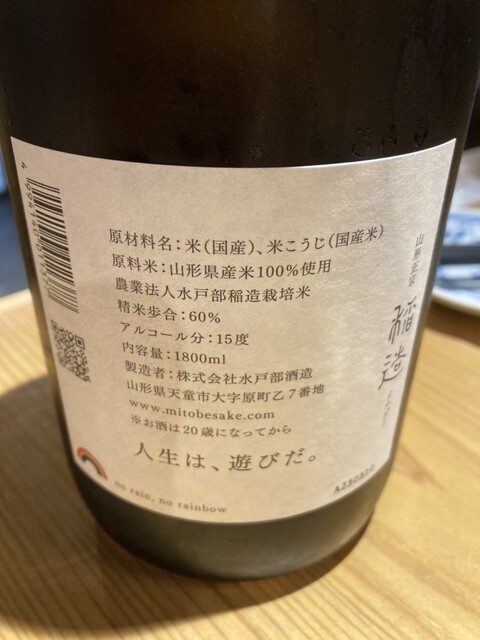 原材料名：米（国産）、米こうじ（国産米）
原料米：山形県産米100％使用
農業法人水戸部稲造栽培米
精米歩合：60％
アルコール分：15度
内容量：1800ml
製造者：株式会社水戸部酒造
山形県天童市大字原町乙7番地
www.mitobesake.com
※お酒は20歳になってから
人生は、遊びだ。
no rain, no rainbow
山形正宗
稲造